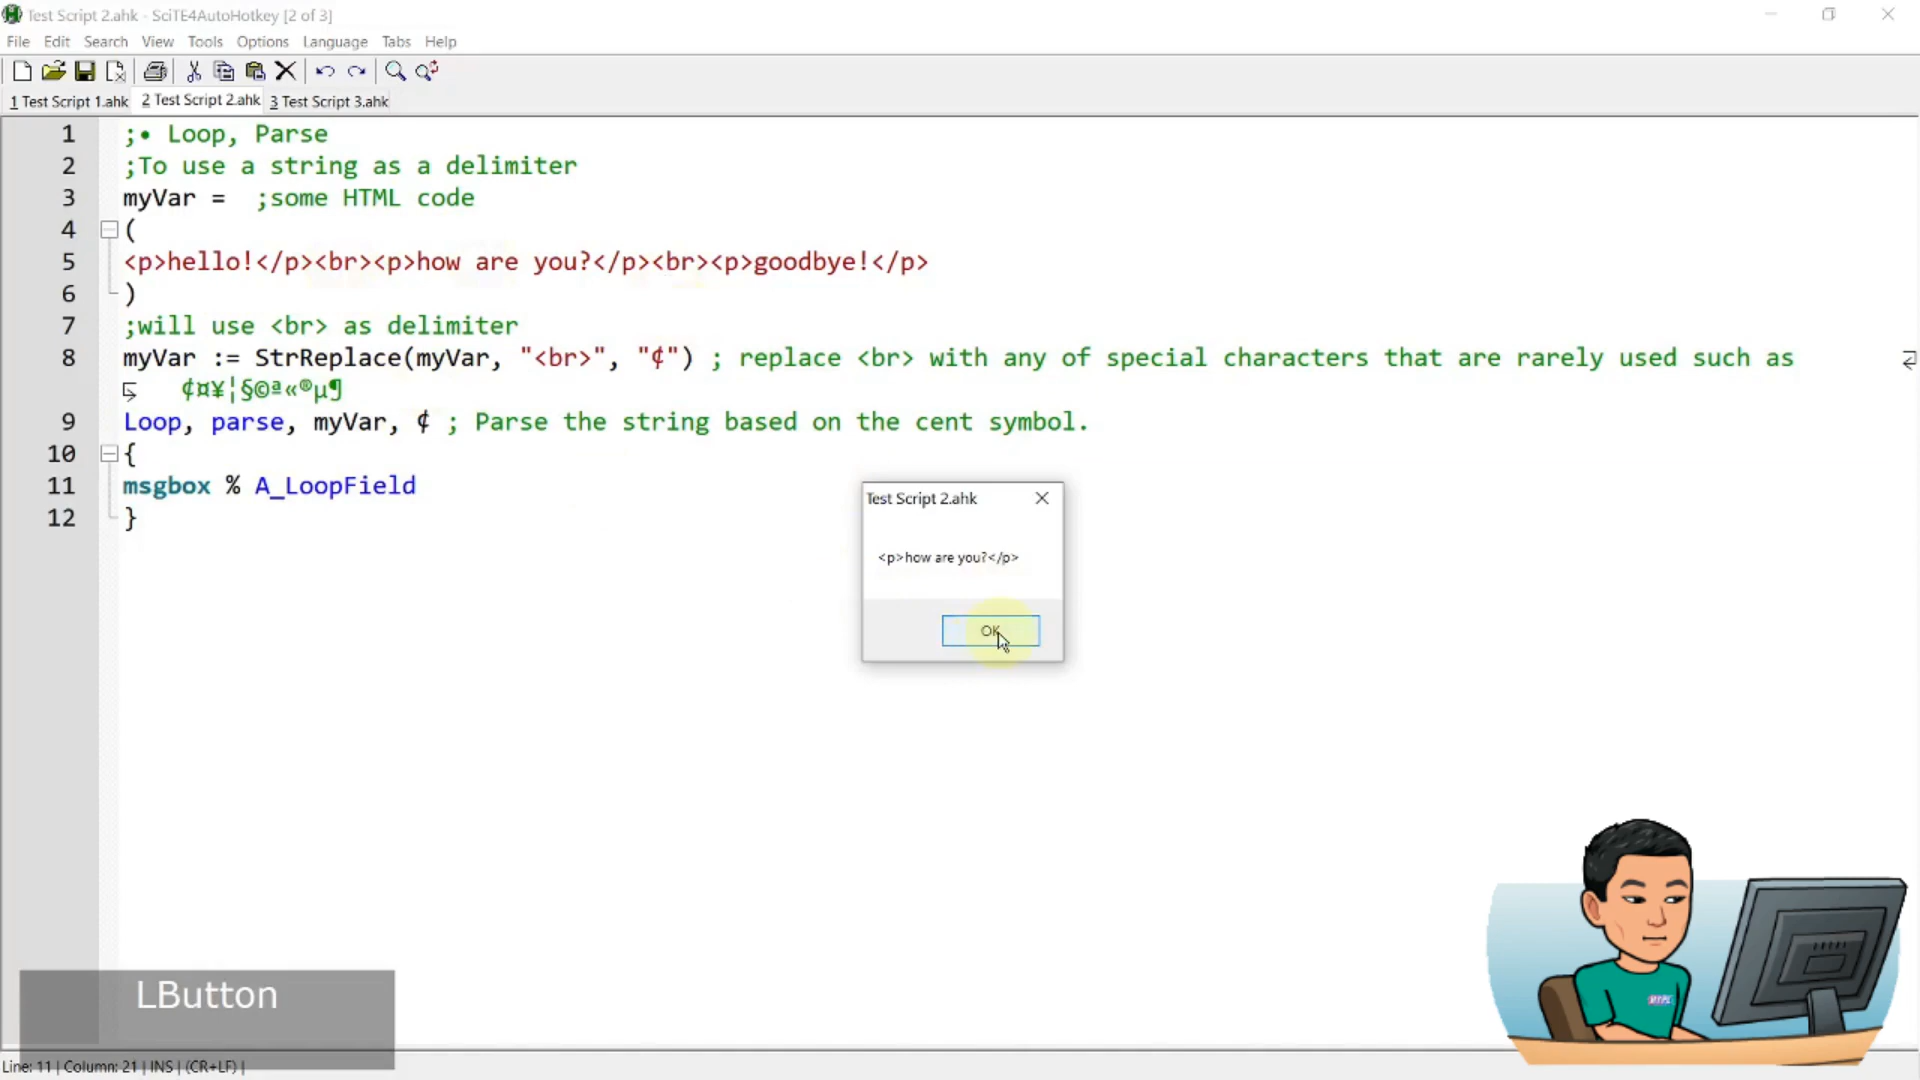 Test Script 2.ahk - SciTE4AutoHotkey [2 of 3]
File Edit Search View Tools Options Language Tabs Help
1 Test Script 1.ahk 2 Test Script 2.ahk 3 Test Script 3.ahk
1 ;• Loop, Parse
2 ;To use a string as a delimiter
3 myVar = ;some HTML code
4 (
5 <p>hello!</p><br><p>how are you?</p><br><p>goodbye!</p>
6 )
7 ;will use <br> as delimiter
8 myVar := StrReplace(myVar, "<br>", "¢") ; replace <br> with any of special characters that are rarely used such as
¢¤¥¦§©ª«®µ¶
9 Loop, parse, myVar, ¢ ; Parse the string based on the cent symbol.
10 {
11 msgbox % A_LoopField
12 }
Test Script 2.ahk
<p>how are you?</p>
OK
LButton
Line: 11 | Column: 21 | INS | (CR+LF) |